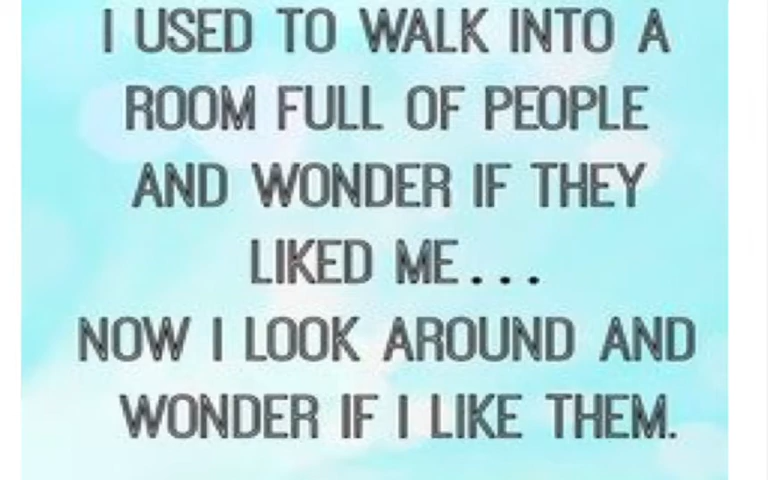 I USED TO WALK INTO A
ROOM FULL OF PEOPLE
AND WONDER IF THEY
LIKED ME...
NOW I LOOK AROUND AND
WONDER IF I LIKE THEM.